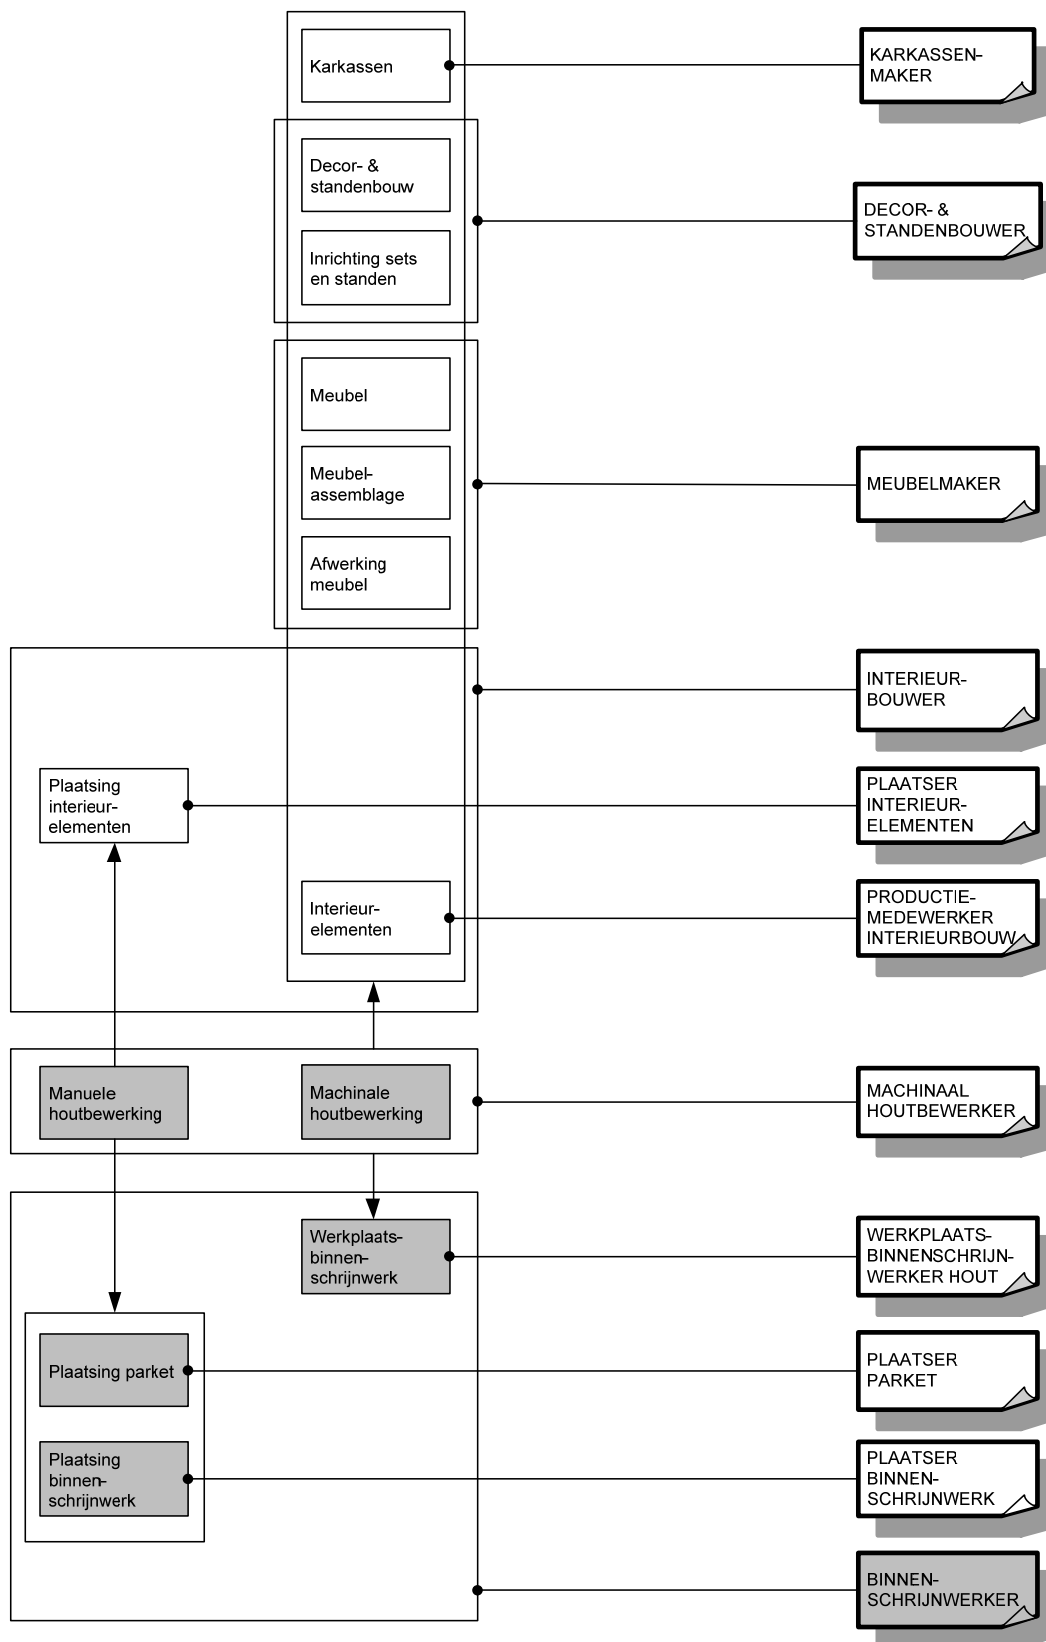 Karkassen
KARKASSEN-
MAKER
Decor- &
standenbouw
DECOR- &
STANDENBOUWER
Inrichting sets
en standen
Meubel
Meubel-
assemblage
MEUBELMAKER
Afwerking
meubel
INTERIEUR-
BOUWER
Plaatsing
interieur-
elementen
PLAATSER
INTERIEUR-
ELEMENTEN
Interieur-
elementen
PRODUCTIE-
MEDEWERKER
INTERIEURBOUW
Manuele
houtbewerking
Machinale
houtbewerking
MACHINAAL
HOUTBEWERKER
Werkplaats-
binnen-
schrijnwerk
WERKPLAATS-
BINNENSCHRIJN-
WERKER HOUT
Plaatsing parket
PLAATSER
PARKET
Plaatsing
binnen-
schrijnwerk
PLAATSER
BINNEN-
SCHRIJNWERK
BINNEN-
SCHRIJNWERKER